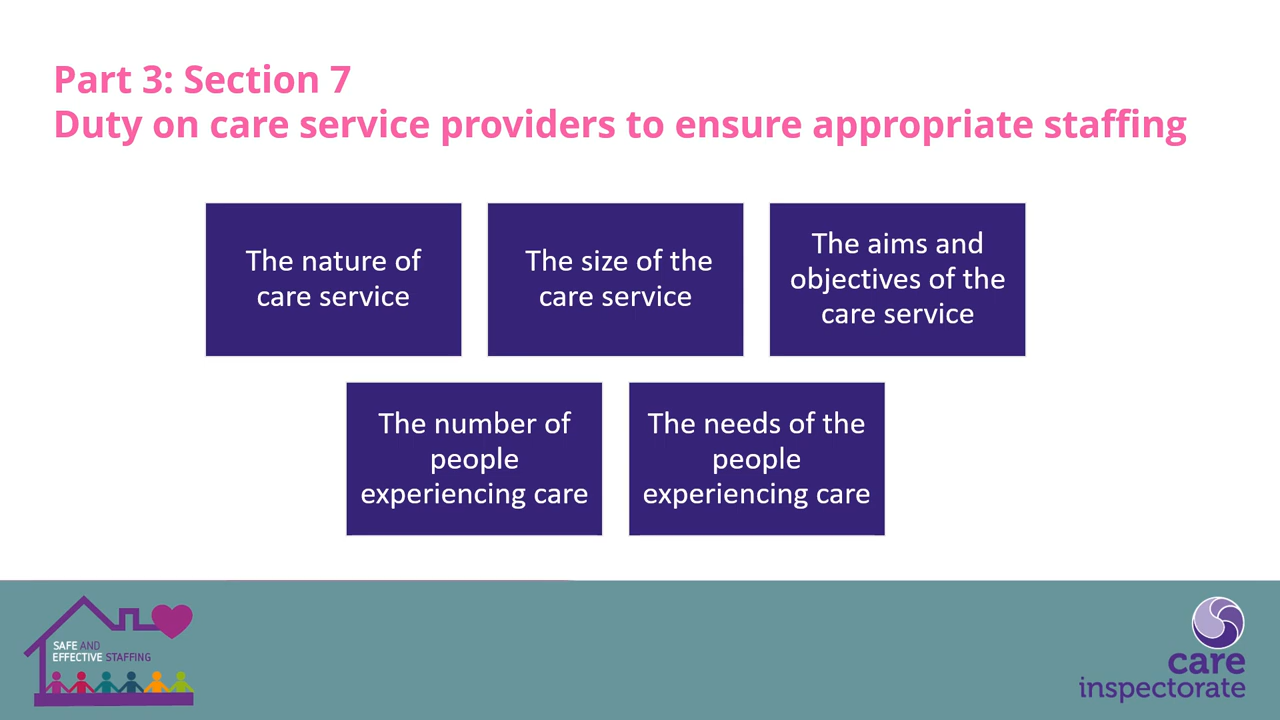 Part 3: Section 7
Duty on care service providers to ensure appropriate staffing
The nature of
care service
The size of the
care service
The aims and
objectives of the
care service
The number of
people
experiencing care
The needs of the
people
experiencing care
SAFE AND
EFFECTIVE STAFFING
care
inspectorate